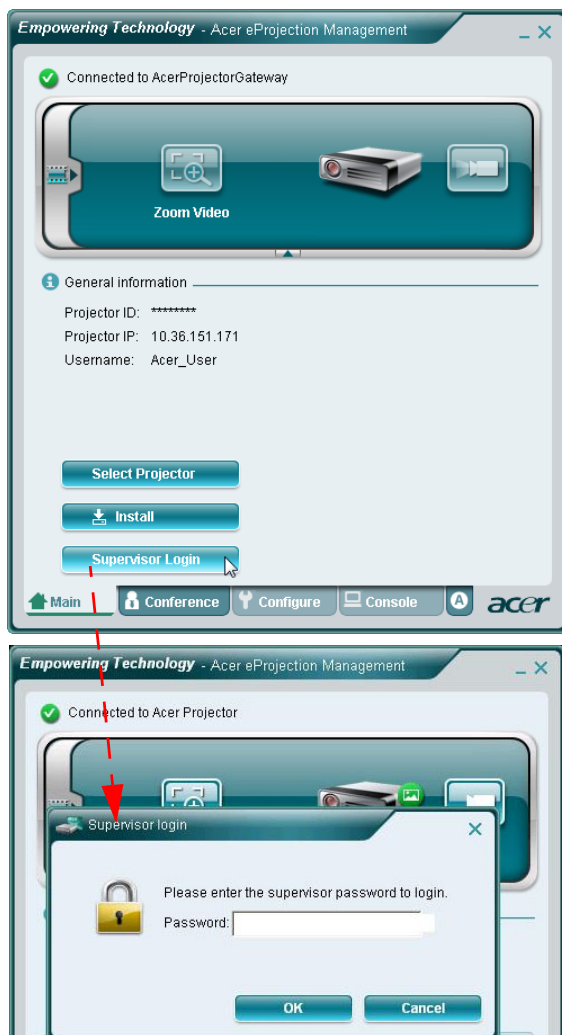 Empowering Technology - Acer eProjection Management
Connected to AcerProjectorGateway
Zoom Video
General information
Projector ID: ********
Projector IP: 10.36.151.171
Username: Acer_User
Select Projector
Install
Supervisor Login
Main Conference Configure Console A acer
Empowering Technology - Acer eProjection Management
Connected to Acer Projector
Supervisor login
Please enter the supervisor password to login.
Password:
OK Cancel